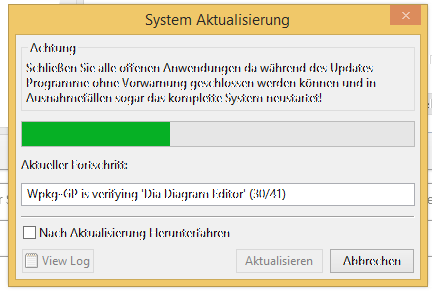 System Aktualisierung
Achtung
Schließen Sie alle offenen Anwendungen da während des Updates
Programme ohne Vorwarnung geschlossen werden können und in
Ausnahmefällen sogar das komplette System neustartet!
Aktueller Fortschritt:
Wpkg-GP is verifying 'Dia Diagram Editor' (30/41)
Nach Aktualisierung Herunterfahren
View Log
Aktualisieren
Abbrechen